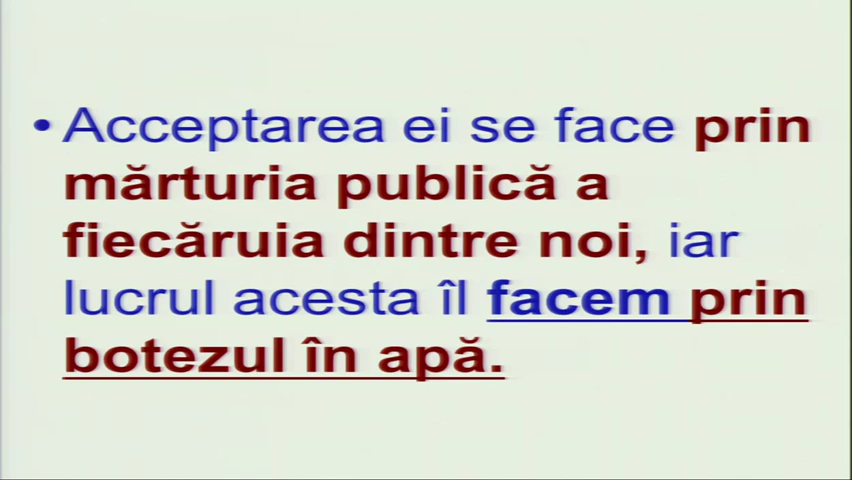 • Acceptarea ei se face prin
mărturia publică a
fiecăruia dintre noi, iar
lucrul acesta îl facem prin
botezul în apă.